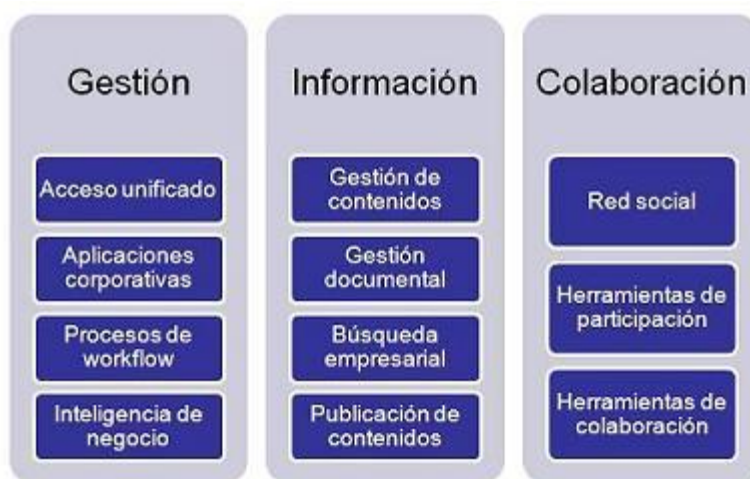 Gestión
Acceso unificado
Aplicaciones
corporativas
Procesos de
workflow
Inteligencia de
negocio
Información
Gestión de
contenidos
Gestión
documental
Búsqueda
empresarial
Publicación de
contenidos
Colaboración
Red social
Herramientas de
participación
Herramientas de
colaboración